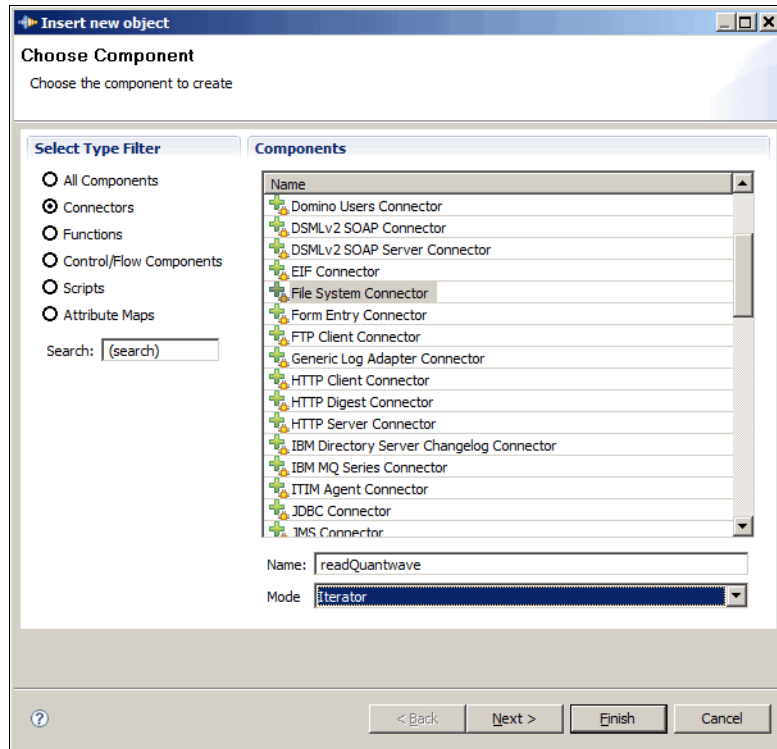 Insert new object
Choose Component
Choose the component to create
Select Type Filter
All Components
Connectors
Functions
Control/Flow Components
Scripts
Attribute Maps
Search: (search)
Components
Name
Domino Users Connector
DSMLv2 SOAP Connector
DSMLv2 SOAP Server Connector
EIF Connector
File System Connector
Form Entry Connector
FTP Client Connector
Generic Log Adapter Connector
HTTP Client Connector
HTTP Digest Connector
HTTP Server Connector
IBM Directory Server Changelog Connector
IBM MQ Series Connector
ITIM Agent Connector
JDBC Connector
JMS Connector
Name: readQuantwave
Mode Iterator
? < Back Next > Finish Cancel